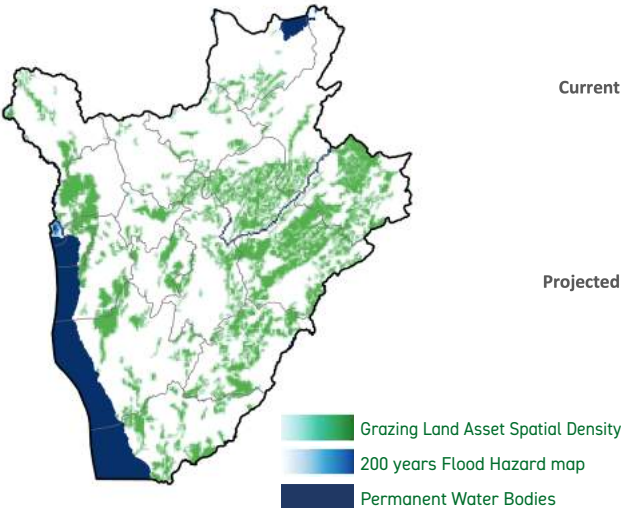 Current
Projected
Grazing Land Asset Spatial Density
200 years Flood Hazard map
Permanent Water Bodies